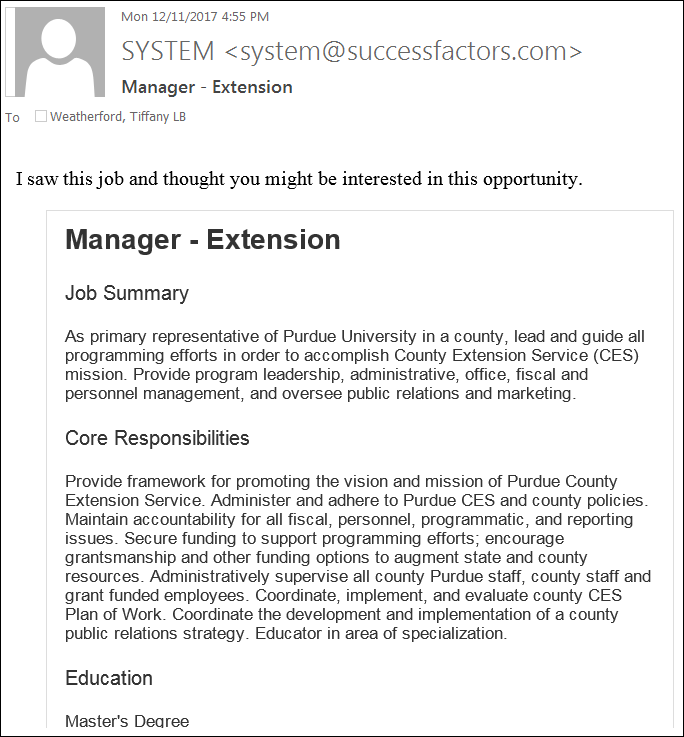 Mon 12/11/2017 4:55 PM
SYSTEM <system@successfactors.com>
Manager - Extension
To Weatherford, Tiffany LB
I saw this job and thought you might be interested in this opportunity.
Manager - Extension
Job Summary
As primary representative of Purdue University in a county, lead and guide all
programming efforts in order to accomplish County Extension Service (CES)
mission. Provide program leadership, administrative, office, fiscal and
personnel management, and oversee public relations and marketing.
Core Responsibilities
Provide framework for promoting the vision and mission of Purdue County
Extension Service. Administer and adhere to Purdue CES and county policies.
Maintain accountability for all fiscal, personnel, programmatic, and reporting
issues. Secure funding to support programming efforts; encourage
grantsmanship and other funding options to augment state and county
resources. Administratively supervise all county Purdue staff, county staff and
grant funded employees. Coordinate, implement, and evaluate county CES
Plan of Work. Coordinate the development and implementation of a county
public relations strategy. Educator in area of specialization.
Education
Master's Degree